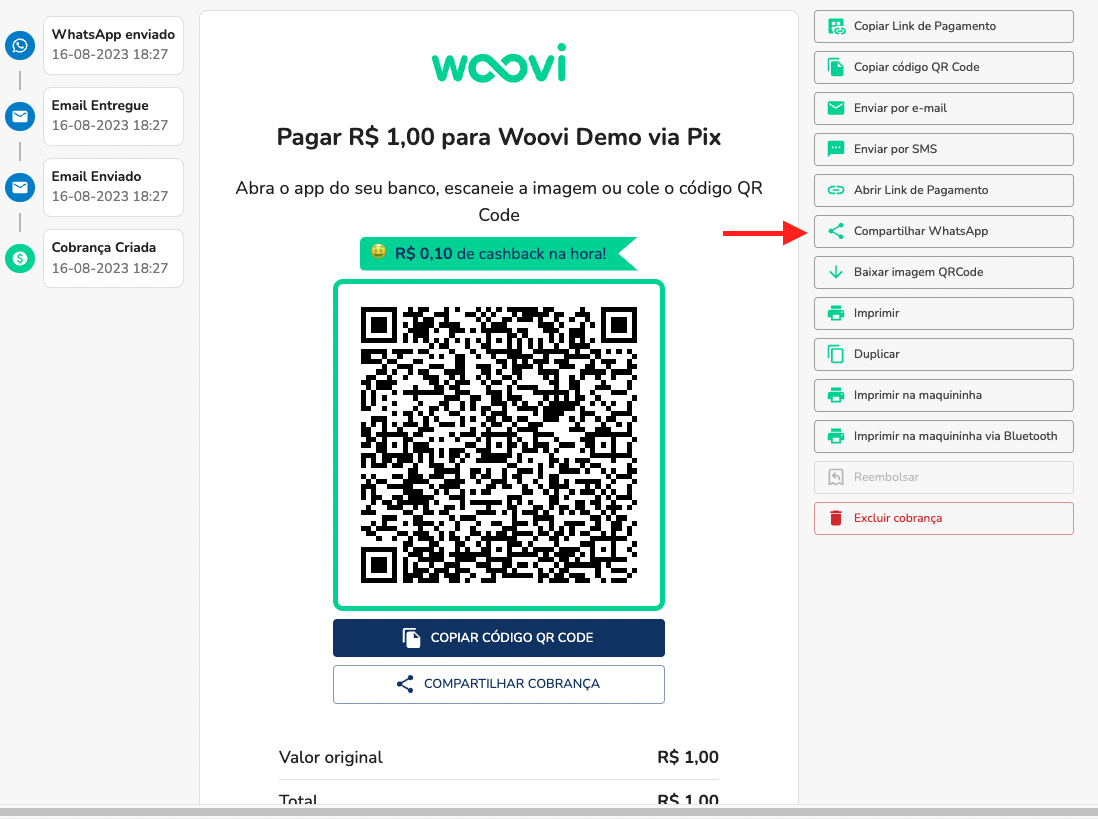 WhatsApp enviado
16-08-2023 18:27
Email Entregue
16-08-2023 18:27
Email Enviado
16-08-2023 18:27
Cobrança Criada
16-08-2023 18:27
woovi
Pagar R$ 1,00 para Woovi Demo via Pix
Abra o app do seu banco, escaneie a imagem ou cole o código QR
Code
R$ 0,10 de cashback na hora!
COPIAR CÓDIGO QR CODE
COMPARTILHAR COBRANÇA
Valor original R$ 1,00
Total R$ 1,00
Copiar Link de Pagamento
Copiar código QR Code
Enviar por e-mail
Enviar por SMS
Abrir Link de Pagamento
Compartilhar WhatsApp
Baixar imagem QRCode
Imprimir
Duplicar
Imprimir na maquininha
Imprimir na maquininha via Bluetooth
Reembolsar
Excluir cobrança